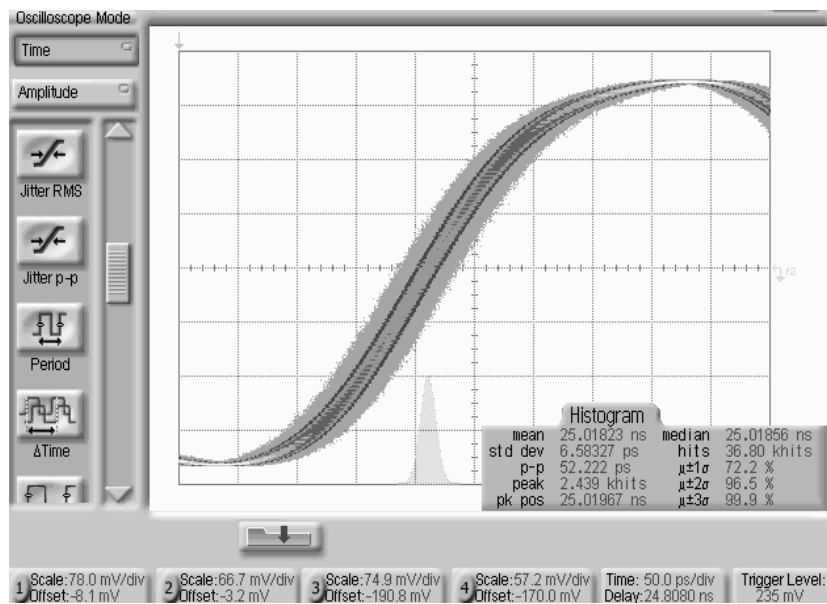 Oscilloscope Mode
Time
Amplitude
Jitter RMS
Jitter p-p
Period
ΔTime
f2
Histogram
mean 25.01823 ns median 25.01856 ns
std dev 6.58327 ps hits 36.80 khits
p-p 52.222 ps μ±1σ 72.2 %
peak 2.439 khits μ±2σ 96.5 %
pk pos 25.01967 ns μ±3σ 99.9 %
1 Scale:78.0 mV/div
Offset:-8.1 mV
2 Scale:66.7 mV/div
Offset:-3.2 mV
3 Scale:74.9 mV/div
Offset:-190.8 mV
4 Scale:57.2 mV/div
Offset:-170.0 mV
Time: 50.0 ps/div
Delay:24.8080 ns
Trigger Level:
235 mV